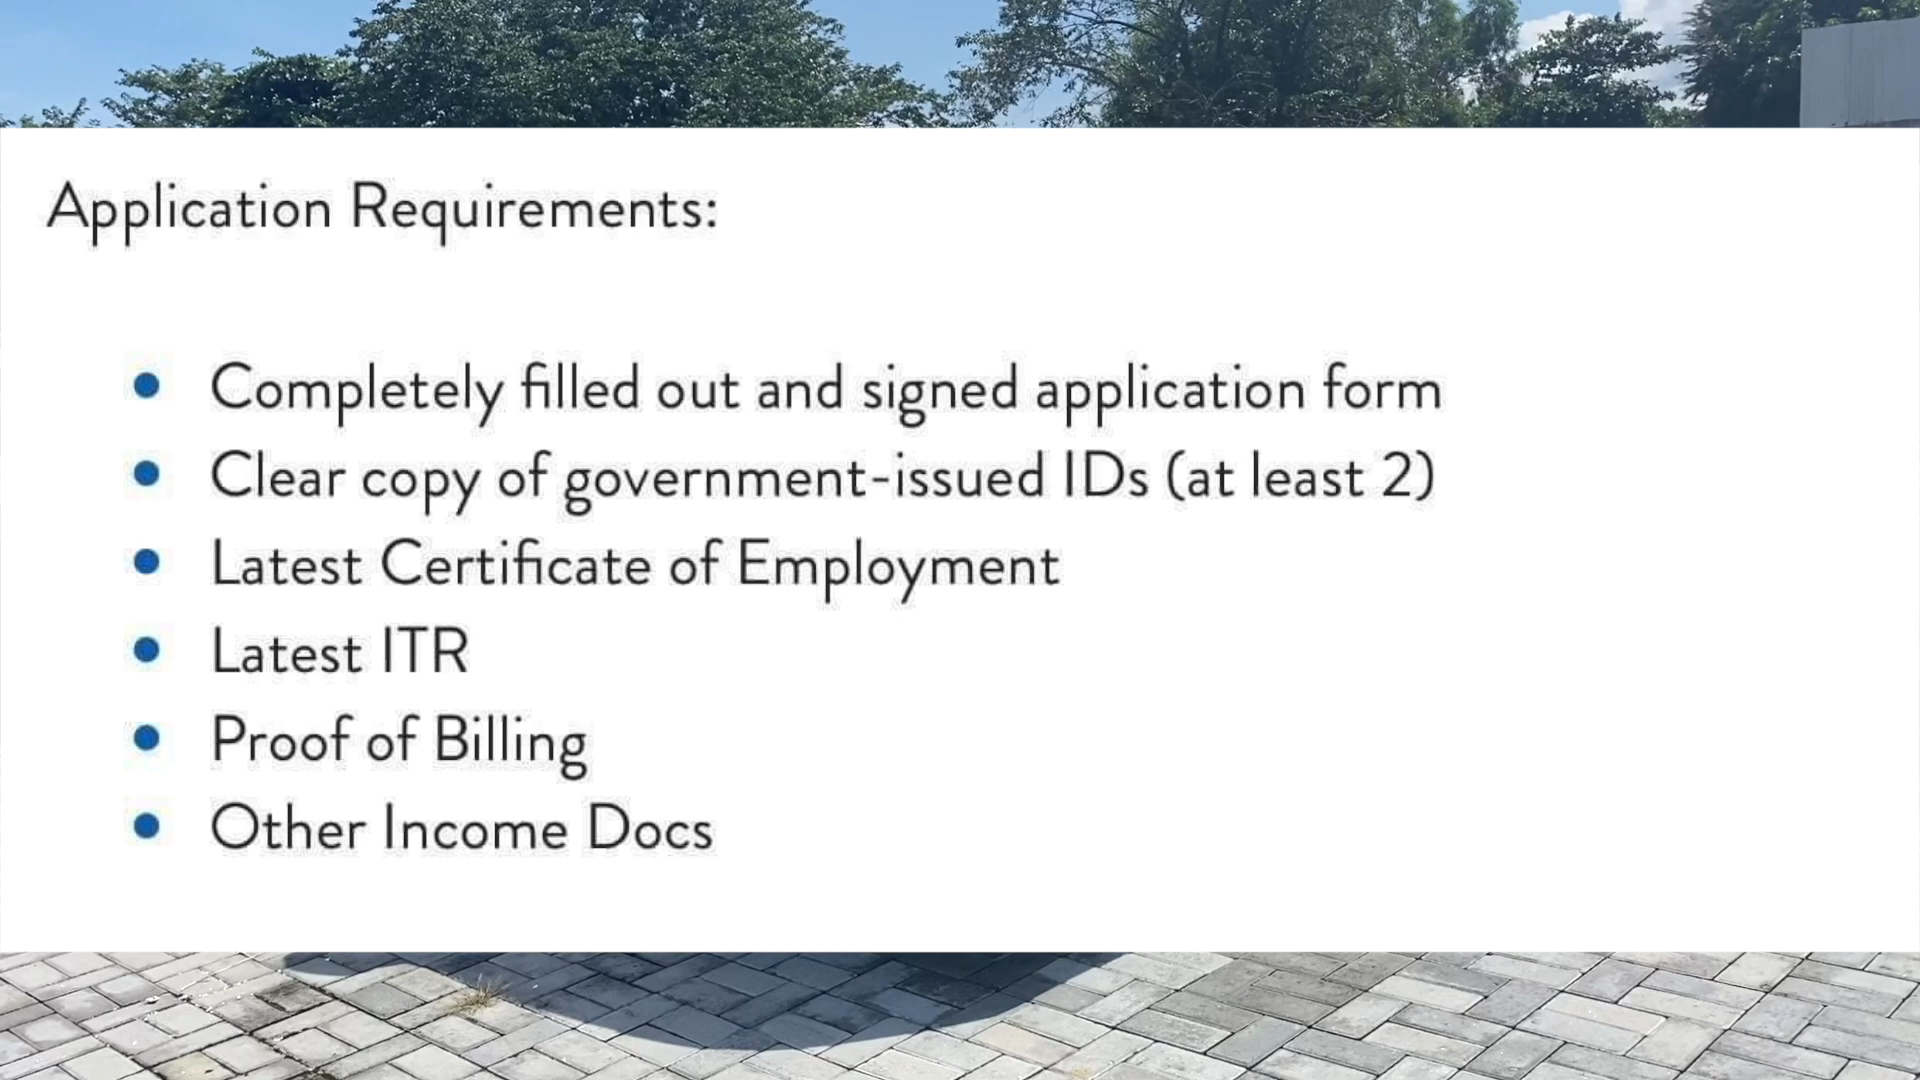 Application Requirements:
Completely filled out and signed application form
Clear copy of government-issued IDs (at least 2)
Latest Certificate of Employment
Latest ITR
Proof of Billing
Other Income Docs